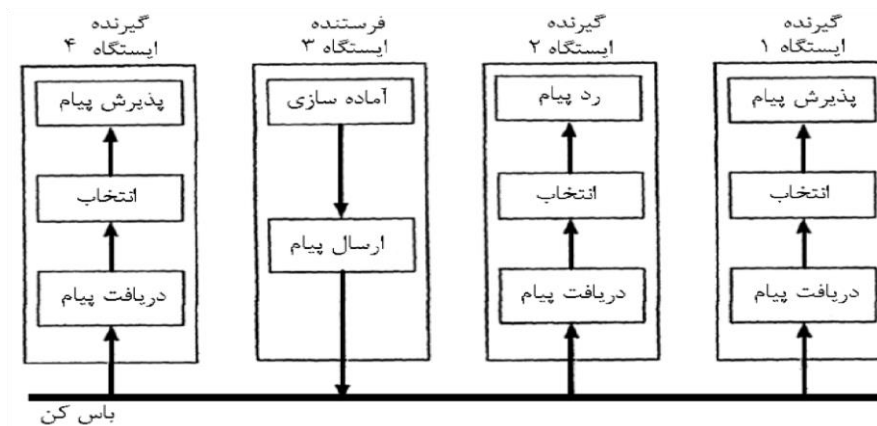 گیرنده
ایستگاه ۱
پذیرش پیام
انتخاب
دریافت پیام
گیرنده
ایستگاه ۲
رد پیام
انتخاب
دریافت پیام
فرستنده
ایستگاه ۳
آماده سازی
ارسال پیام
گیرنده
ایستگاه ۴
پذیرش پیام
انتخاب
دریافت پیام
باس کن